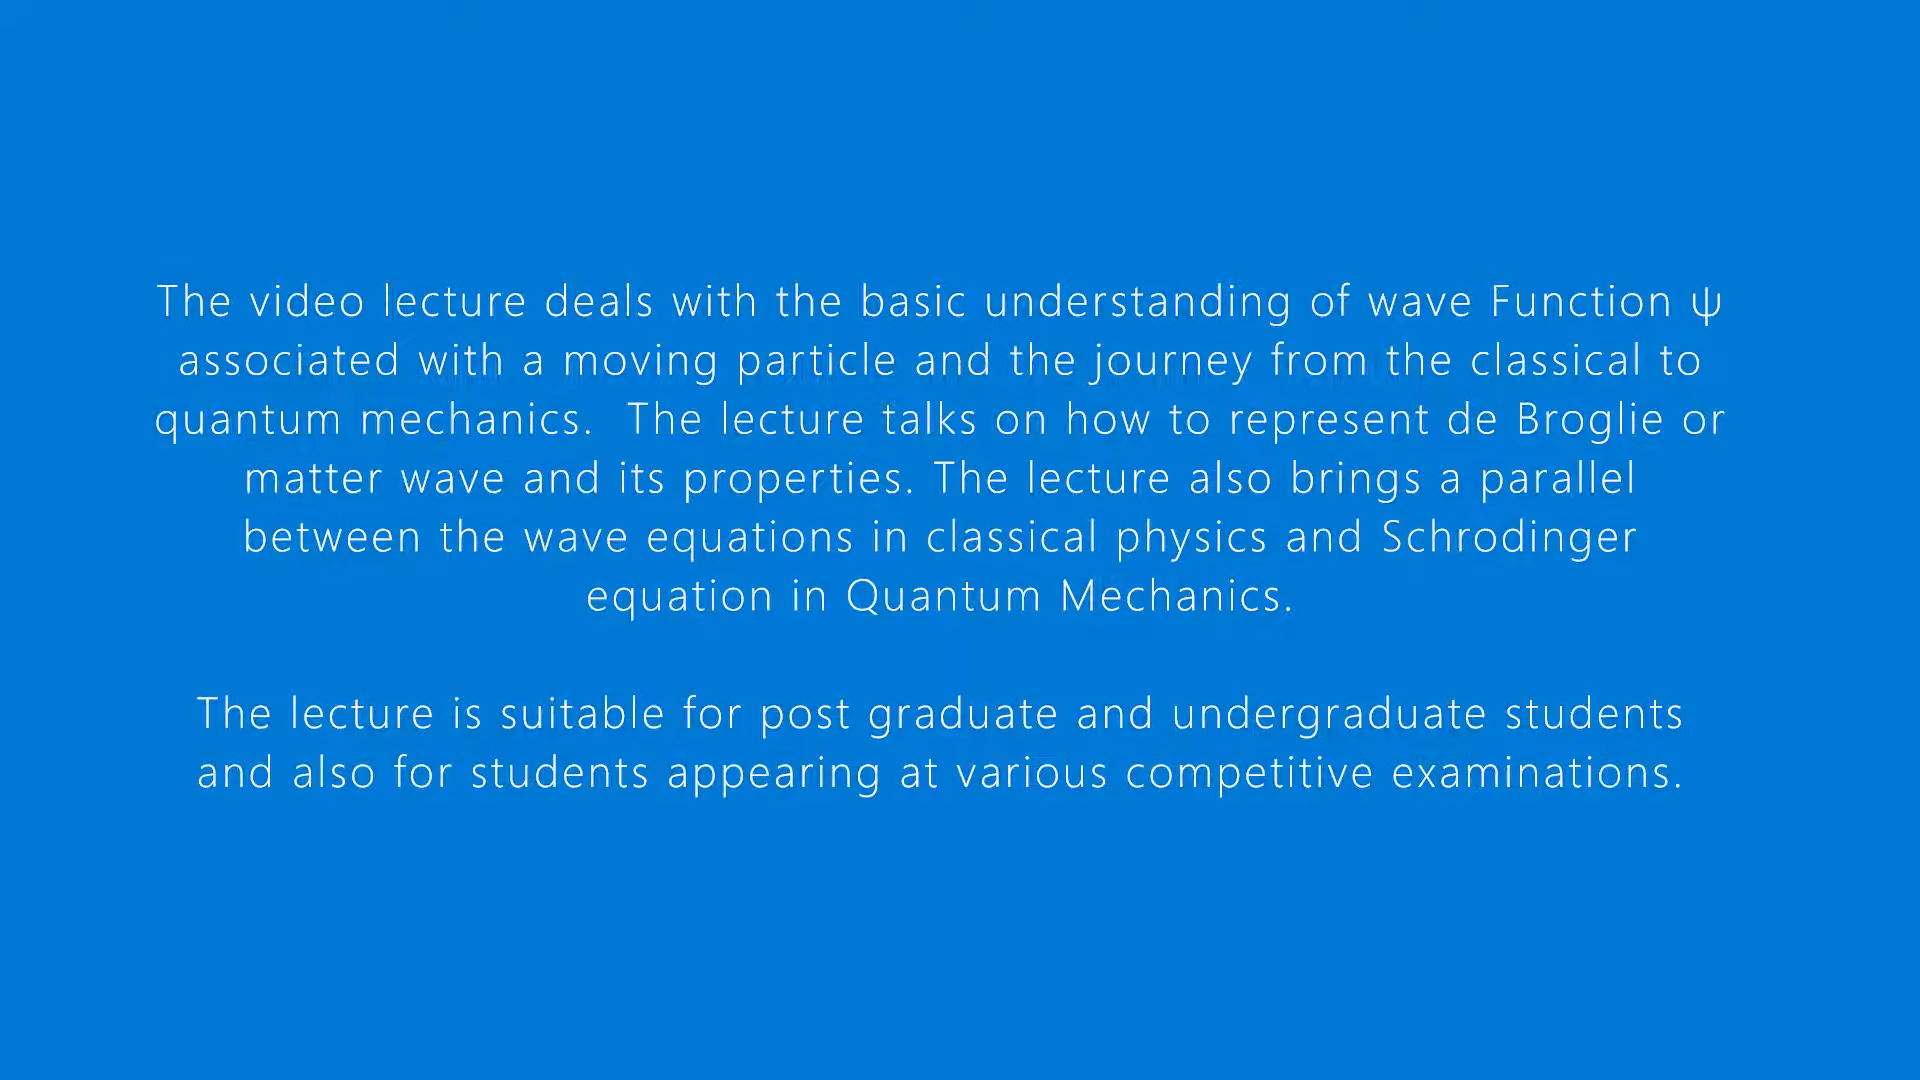 The video lecture deals with the basic understanding of wave Function ψ
associated with a moving particle and the journey from the classical to
quantum mechanics.  The lecture talks on how to represent de Broglie or
matter wave and its properties. The lecture also brings a parallel
between the wave equations in classical physics and Schrodinger
equation in Quantum Mechanics.
The lecture is suitable for post graduate and undergraduate students
and also for students appearing at various competitive examinations.